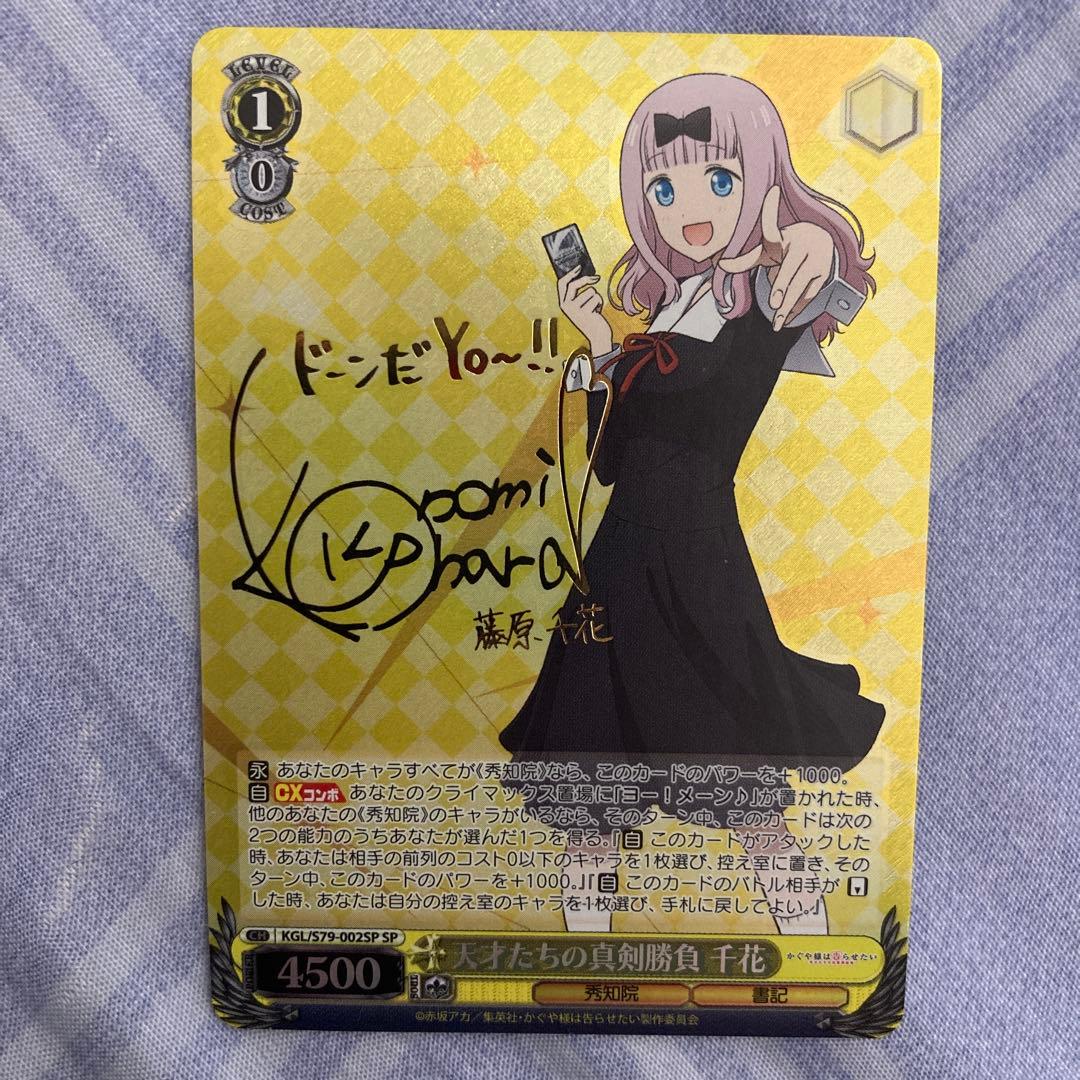 LEVEL
1
0
COST
ドーンだYo～!!
Konomi
Kohara
藤原千花
永 あなたのキャラすべてが《秀知院》なら、このカードのパワーを＋1000。
自 CXコンボ あなたのクライマックス置場に「ヨー！メーン♪」が置かれた時、
他のあなたの《秀知院》のキャラがいるなら、そのターン中、このカードは次の
2つの能力のうちあなたが選んだ1つを得る。『自 このカードがアタックした
時、あなたは相手の前列のコスト0以下のキャラを1枚選び、控え室に置き、その
ターン中、このカードのパワーを＋1000。』『自 このカードのバトル相手が
した時、あなたは自分の控え室のキャラを1枚選び、手札に戻してよい。』
CH KGL/S79-002SP SP
4500
SOUL
天才たちの真剣勝負 千花
かぐや様は告らせたい
秀知院 書記
©赤坂アカ／集英社・かぐや様は告らせたい製作委員会